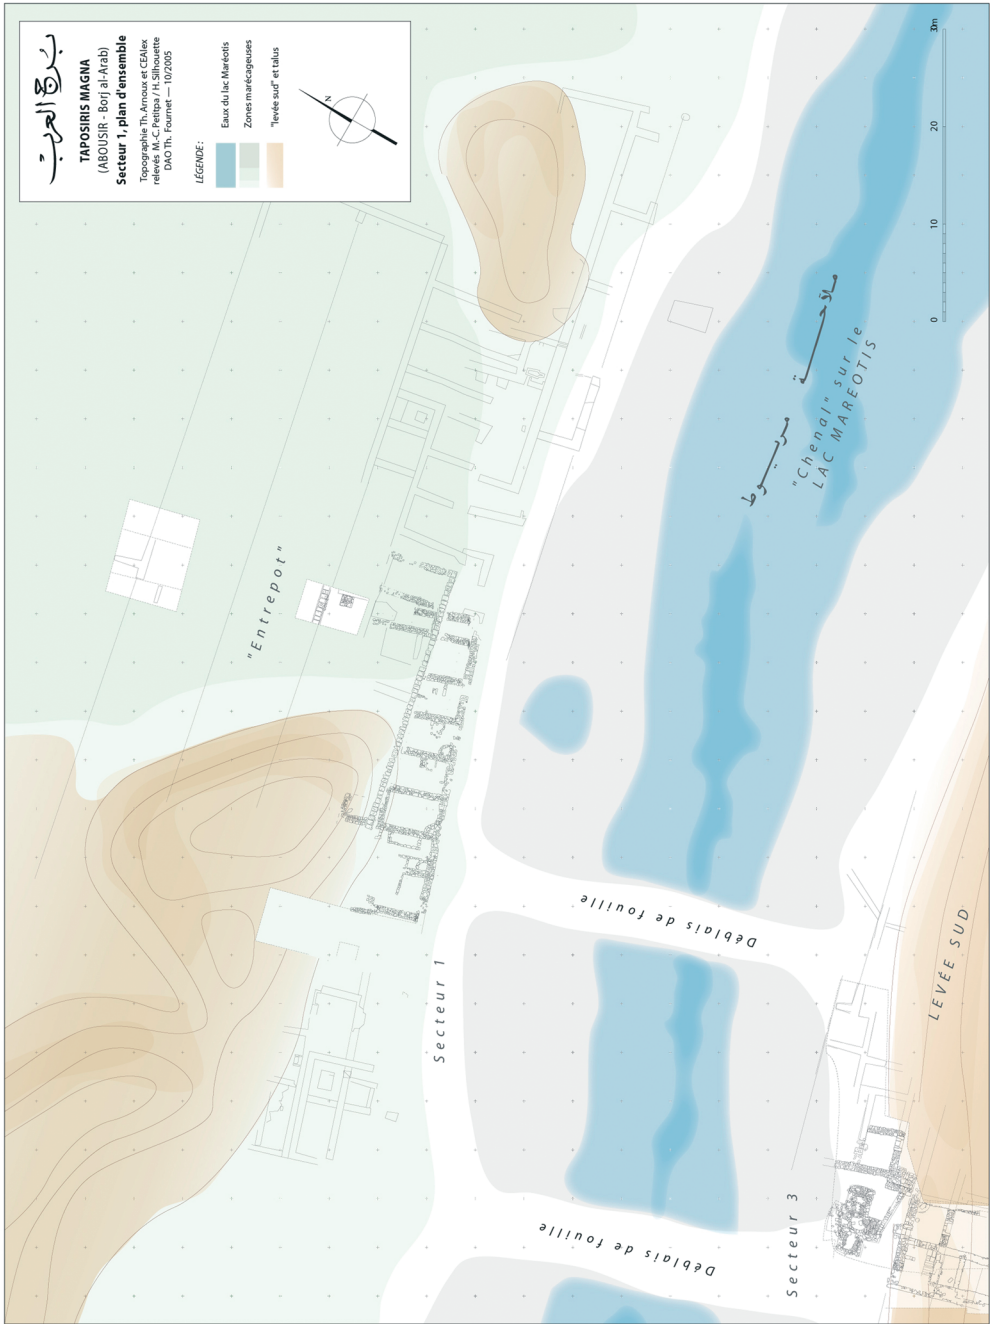 برج العرب
TAPOSIRIS MAGNA
(ABOUSIR - Borj al-Arab)
Secteur 1, plan d'ensemble
Topographie Th. Arnoux et CEAlex
relevés M.-C. Petitpa / H. Silhouette
DAO Th. Fournet — 10/2005
LÉGENDE :
Eaux du lac Maréotis
Zones marécageuses
"levée sud" et talus
N
"Entrepot"
Secteur 1
Déblais de fouille
Déblais de fouille
Secteur 3
LEVÉE SUD
ملاحة
مريوط
"Chenal" sur le
LAC MAREOTIS
0
10
20
30m